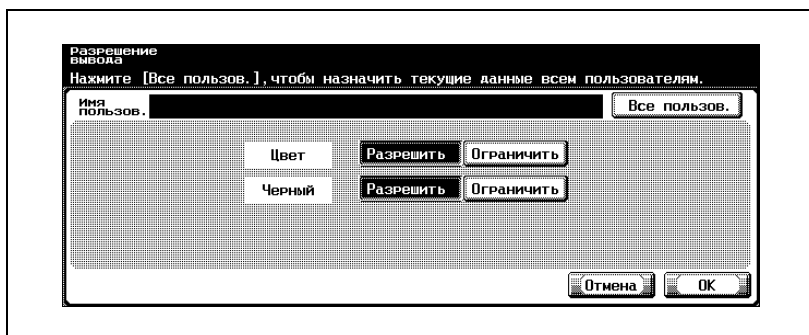 Разрешение
вывода
Нажмите [Все пользов.],чтобы назначить текущие данные всем пользователям.
Имя
пользов.
Все пользов.
Цвет Разрешить Ограничить
Черный Разрешить Ограничить
Отмена OK